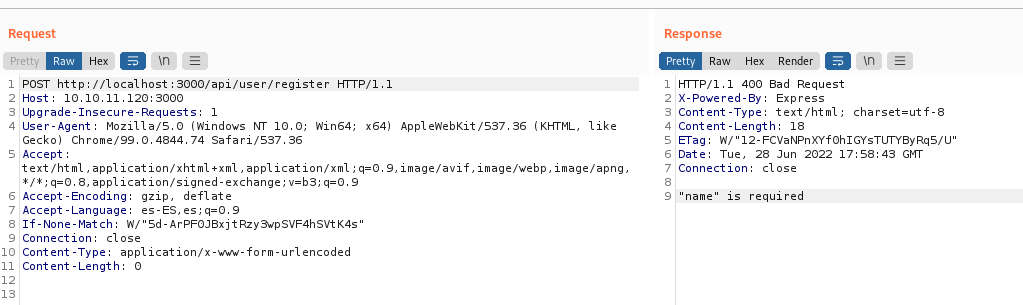 Request
Pretty Raw Hex \n
1 POST http://localhost:3000/api/user/register HTTP/1.1
2 Host: 10.10.11.120:3000
3 Upgrade-Insecure-Requests: 1
4 User-Agent: Mozilla/5.0 (Windows NT 10.0; Win64; x64) AppleWebKit/537.36 (KHTML, like
Gecko) Chrome/99.0.4844.74 Safari/537.36
5 Accept:
text/html,application/xhtml+xml,application/xml;q=0.9,image/avif,image/webp,image/apng,
*/*;q=0.8,application/signed-exchange;v=b3;q=0.9
6 Accept-Encoding: gzip, deflate
7 Accept-Language: es-ES,es;q=0.9
8 If-None-Match: W/"5d-ArPF0JBxjtRzy3wpSVF4hSVtK4s"
9 Connection: close
10 Content-Type: application/x-www-form-urlencoded
11 Content-Length: 0
12
13
Response
Pretty Raw Hex Render \n
1 HTTP/1.1 400 Bad Request
2 X-Powered-By: Express
3 Content-Type: text/html; charset=utf-8
4 Content-Length: 18
5 ETag: W/"12-FCVaNPnXYf0hIGYsTUTYByRq5/U"
6 Date: Tue, 28 Jun 2022 17:58:43 GMT
7 Connection: close
8
9 "name" is required